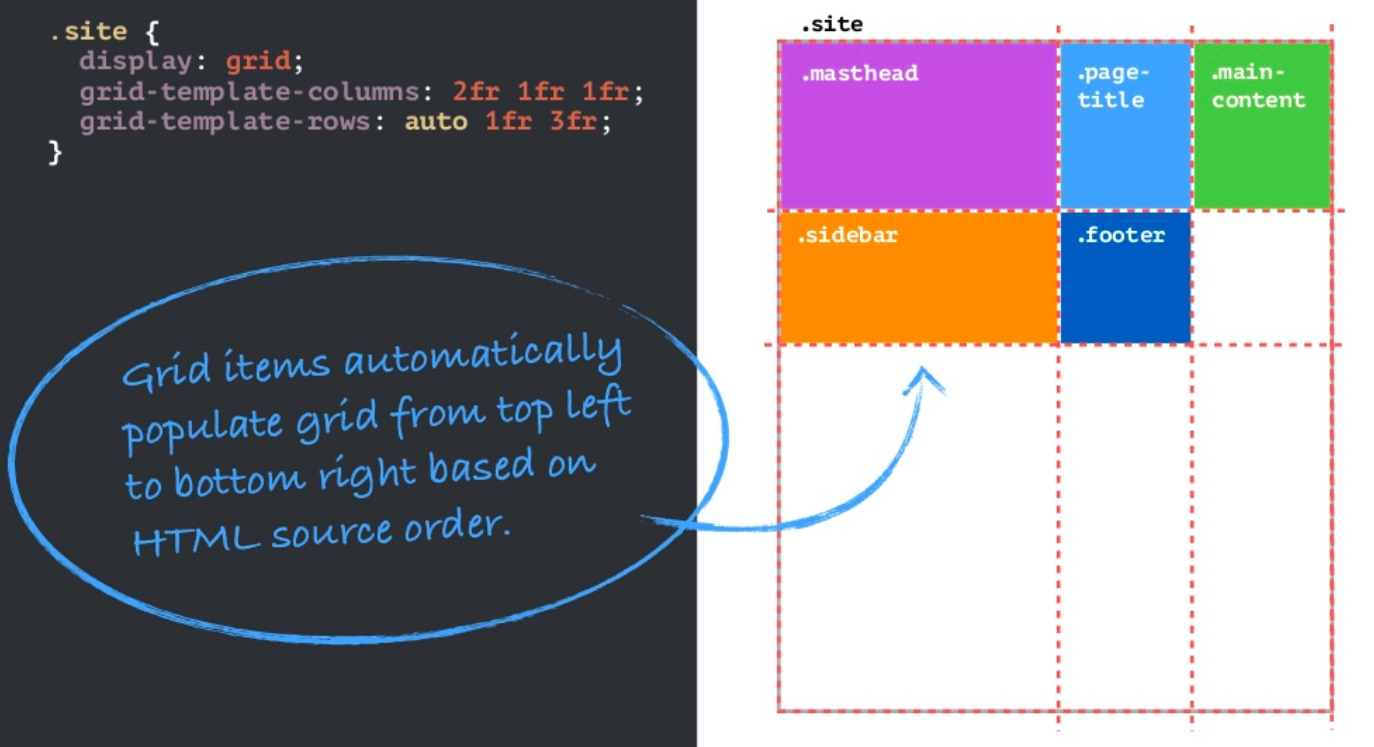 .site {
display: grid;
grid-template-columns: 2fr 1fr 1fr;
grid-template-rows: auto 1fr 3fr;
}
Grid items automatically
populate grid from top left
to bottom right based on
HTML source order.
.site
.masthead
.page-
title
.main-
content
.sidebar
.footer